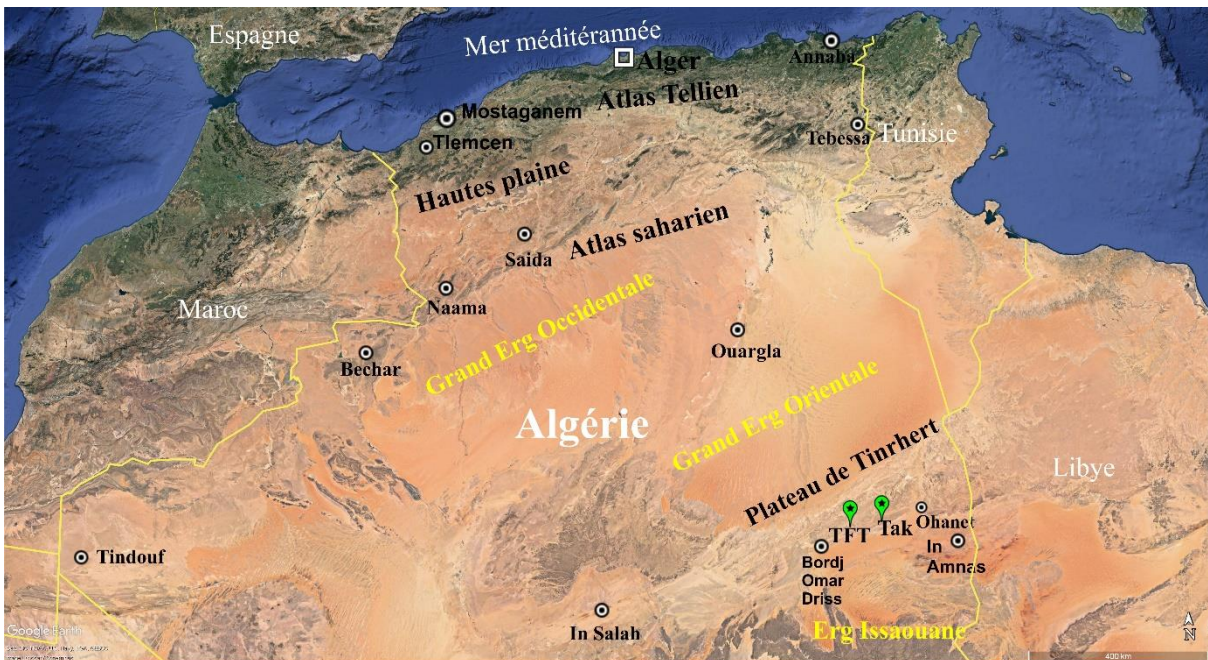 Espagne
Mer méditérannée
Alger
Annaba
Atlas Tellien
Mostaganem
Tlemcen
Tebessa
Tunisie
Hautes plaine
Atlas saharien
Saida
Naama
Maroc
Grand Erg Occidentale
Bechar
Ouargla
Algérie
Grand Erg Orientale
Plateau de Tinrhert
Libye
TFT
Tak
Ohanet
In
Amnas
Bordj
Omar
Driss
Tindouf
In Salah
Erg Issaouane
Google Earth
N
400 km